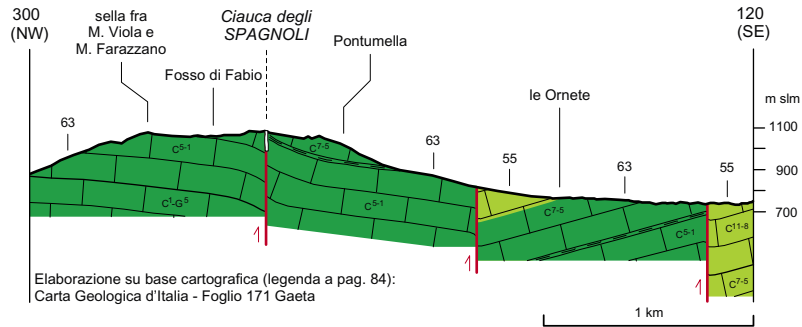 300
(NW)
sella fra
M. Viola e
M. Farazzano
Fosso di Fabio
Ciauca degli
SPAGNOLI
Pontumella
le Ornete
120
(SE)
m slm
1100
900
700
63
63
55
63
55
C5-1
C7-5
C1-G5
C5-1
C7-5
C5-1
C11-8
C7-5
Elaborazione su base cartografica (legenda a pag. 84):
Carta Geologica d'Italia - Foglio 171 Gaeta
1 km